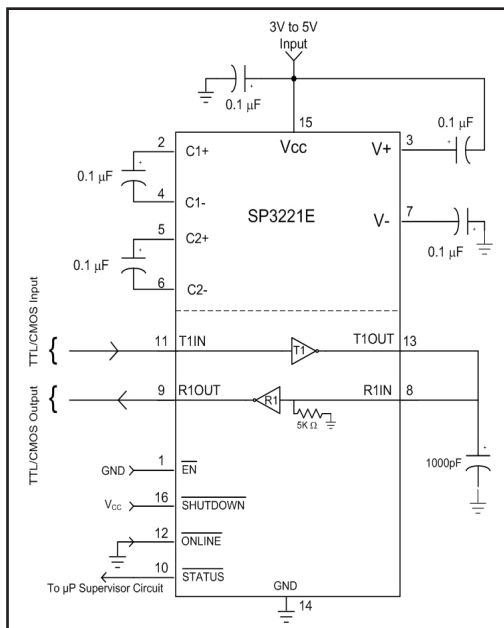 3V to 5V
Input
0.1 µF
+
15
Vcc
0.1 µF
+
2
C1+
3
V+
0.1 µF
+
4
C1-
SP3221E
7
V-
5
C2+
0.1 µF
+
0.1 µF
+
6
C2-
TTL/CMOS Input
{
11
T1IN
T1
T1OUT
13
TTL/CMOS Output
{
9
R1OUT
R1
R1IN
8
5K Ω
1000pF
+
GND
1
EN
VCC
16
SHUTDOWN
12
ONLINE
10
STATUS
To µP Supervisor Circuit
GND
14